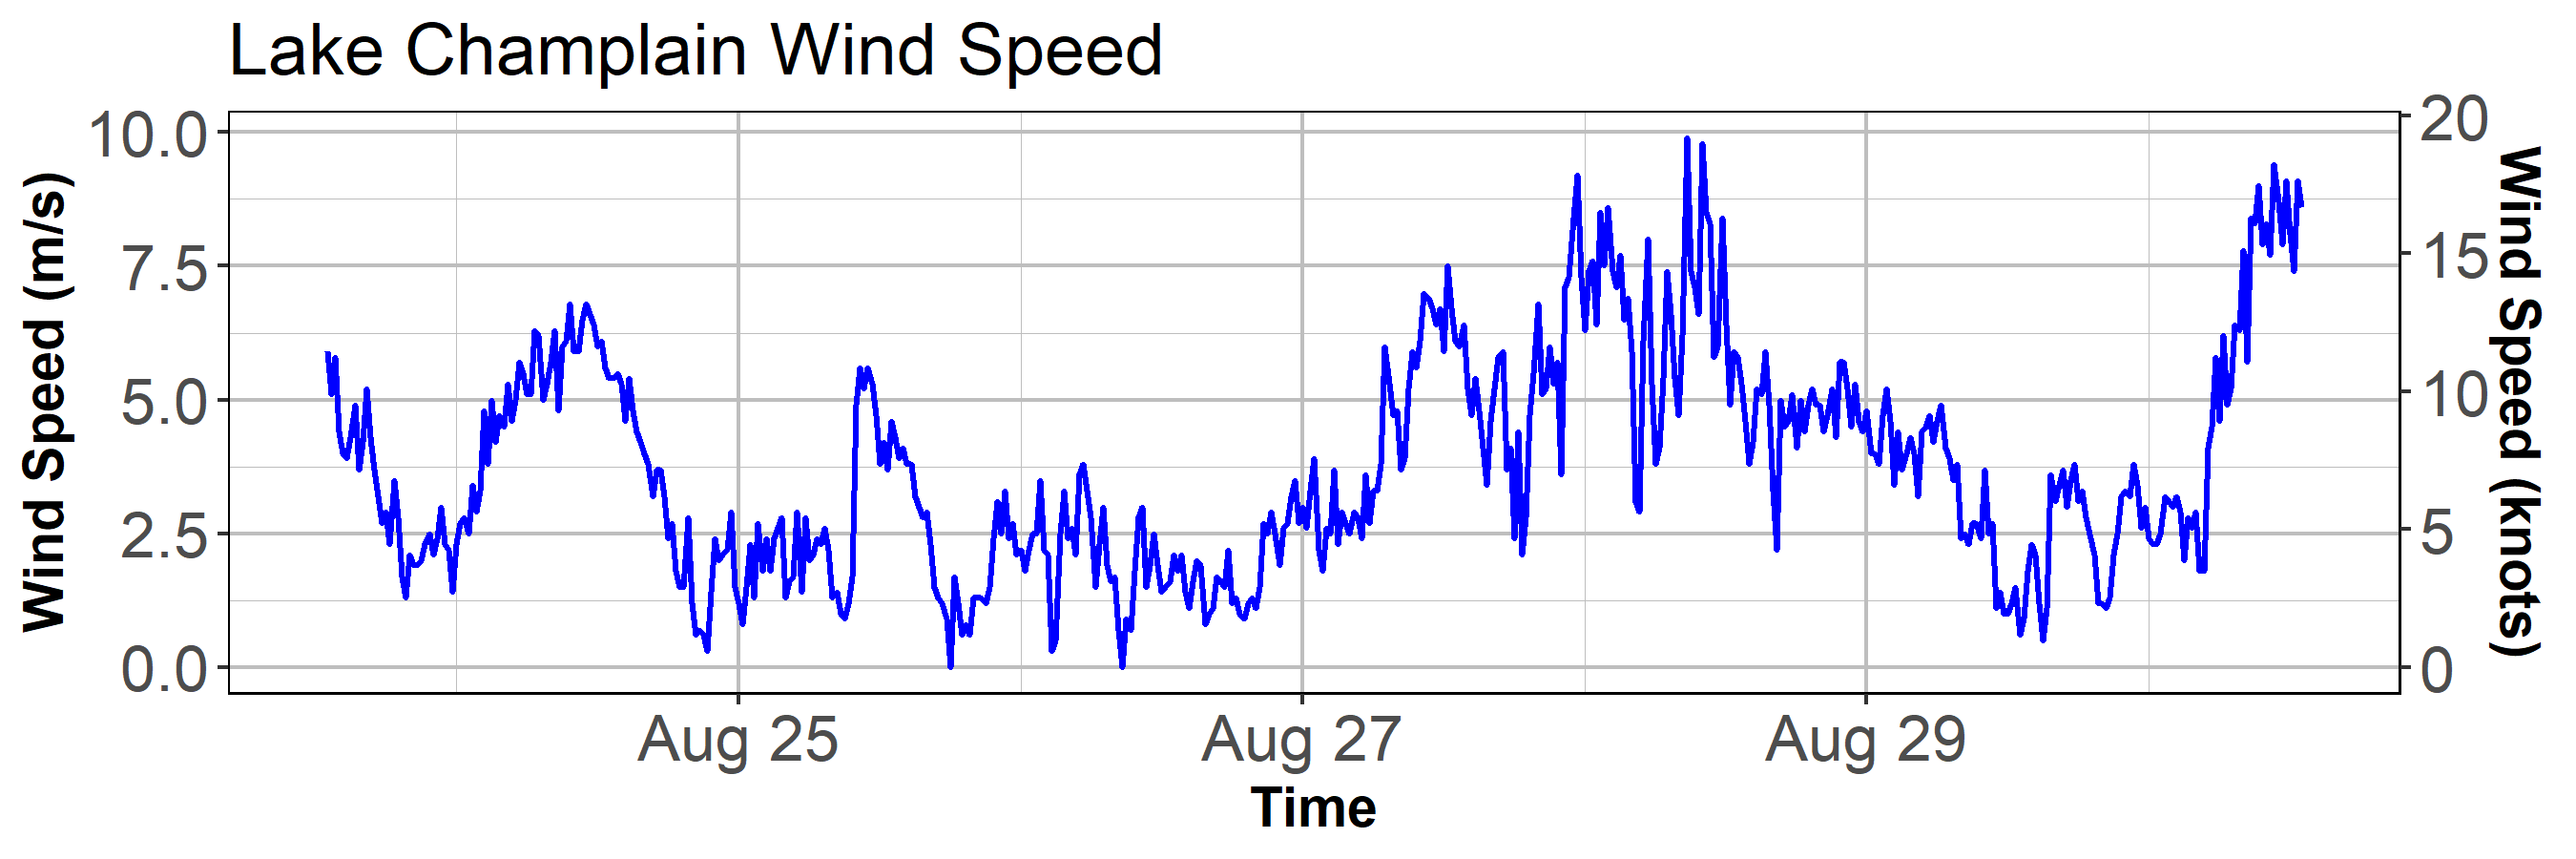 Lake Champlain Wind Speed
10.0
7.5
5.0
2.5
0.0
Wind Speed (m/s)
20
15
10
5
0
Wind Speed (knots)
Aug 25
Aug 27
Aug 29
Time